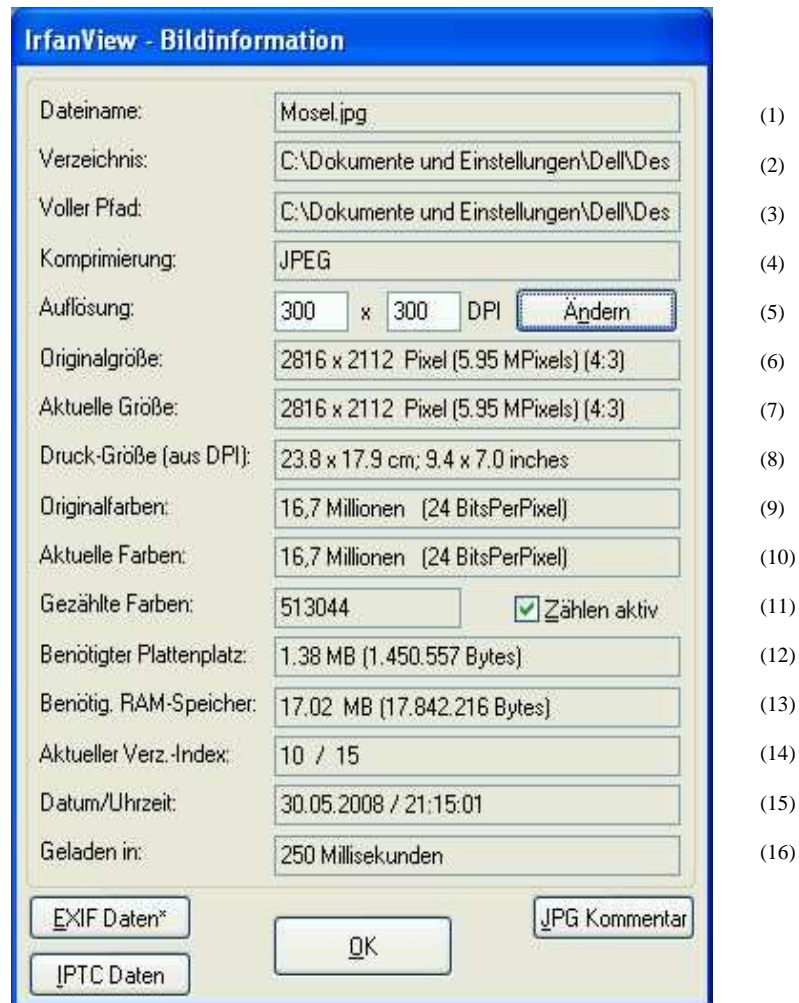 IrfanView - Bildinformation
Dateiname: Mosel.jpg (1)
Verzeichnis: C:\Dokumente und Einstellungen\Dell\Des (2)
Voller Pfad: C:\Dokumente und Einstellungen\Dell\Des (3)
Komprimierung: JPEG (4)
Auflösung: 300 x 300 DPI Ändern (5)
Originalgröße: 2816 x 2112 Pixel (5.95 MPixels) (4:3) (6)
Aktuelle Größe: 2816 x 2112 Pixel (5.95 MPixels) (4:3) (7)
Druck-Größe (aus DPI): 23.8 x 17.9 cm; 9.4 x 7.0 inches (8)
Originalfarben: 16,7 Millionen (24 BitsPerPixel) (9)
Aktuelle Farben: 16,7 Millionen (24 BitsPerPixel) (10)
Gezählte Farben: 513044 Zählen aktiv (11)
Benötigter Plattenplatz: 1.38 MB (1.450.557 Bytes) (12)
Benötig. RAM-Speicher: 17.02 MB (17.842.216 Bytes) (13)
Aktueller Verz.-Index: 10 / 15 (14)
Datum/Uhrzeit: 30.05.2008 / 21:15:01 (15)
Geladen in: 250 Millisekunden (16)
EXIF Daten* OK JPG Kommentar
IPTC Daten